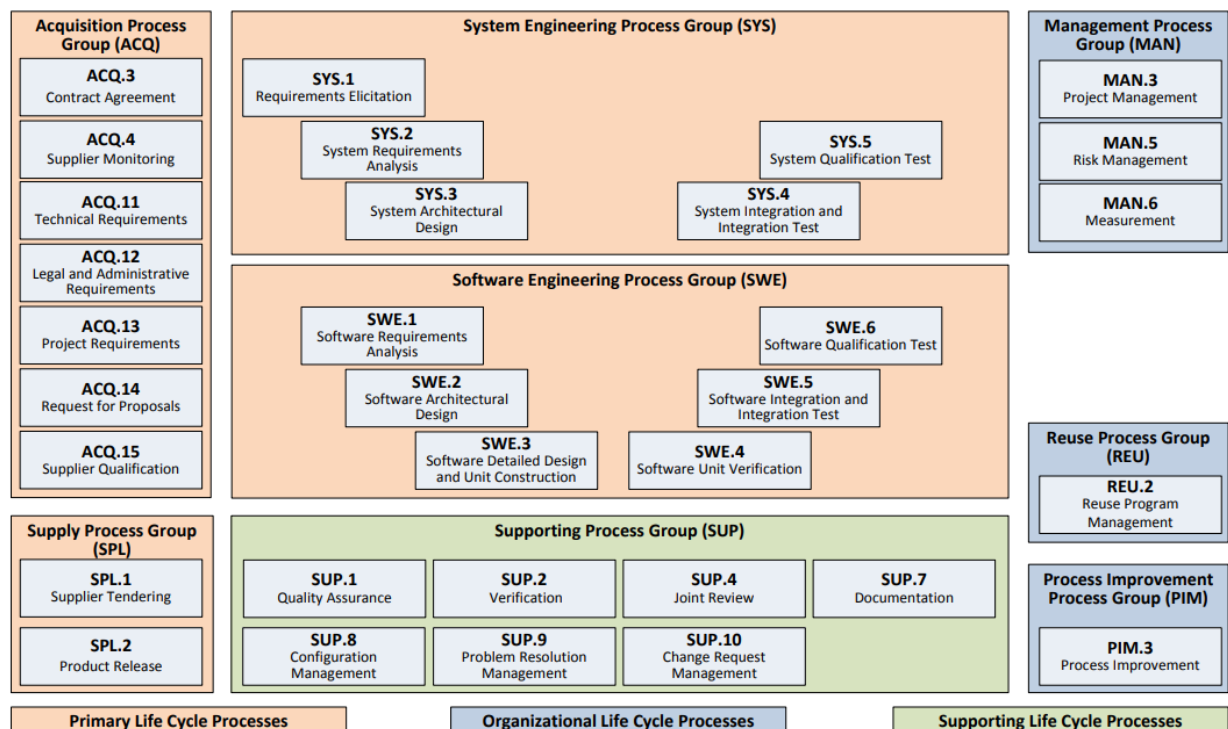 Acquisition Process
Group (ACQ)
ACQ.3
Contract Agreement
ACQ.4
Supplier Monitoring
ACQ.11
Technical Requirements
ACQ.12
Legal and Administrative
Requirements
ACQ.13
Project Requirements
ACQ.14
Request for Proposals
ACQ.15
Supplier Qualification
System Engineering Process Group (SYS)
SYS.1
Requirements Elicitation
SYS.2
System Requirements
Analysis
SYS.3
System Architectural
Design
SYS.5
System Qualification Test
SYS.4
System Integration and
Integration Test
Management Process
Group (MAN)
MAN.3
Project Management
MAN.5
Risk Management
MAN.6
Measurement
Software Engineering Process Group (SWE)
SWE.1
Software Requirements
Analysis
SWE.2
Software Architectural
Design
SWE.3
Software Detailed Design
and Unit Construction
SWE.6
Software Qualification Test
SWE.5
Software Integration and
Integration Test
SWE.4
Software Unit Verification
Reuse Process Group
(REU)
REU.2
Reuse Program
Management
Supply Process Group
(SPL)
SPL.1
Supplier Tendering
SPL.2
Product Release
Supporting Process Group (SUP)
SUP.1
Quality Assurance
SUP.2
Verification
SUP.4
Joint Review
SUP.7
Documentation
SUP.8
Configuration
Management
SUP.9
Problem Resolution
Management
SUP.10
Change Request
Management
Process Improvement
Process Group (PIM)
PIM.3
Process Improvement
Primary Life Cycle Processes
Organizational Life Cycle Processes
Supporting Life Cycle Processes